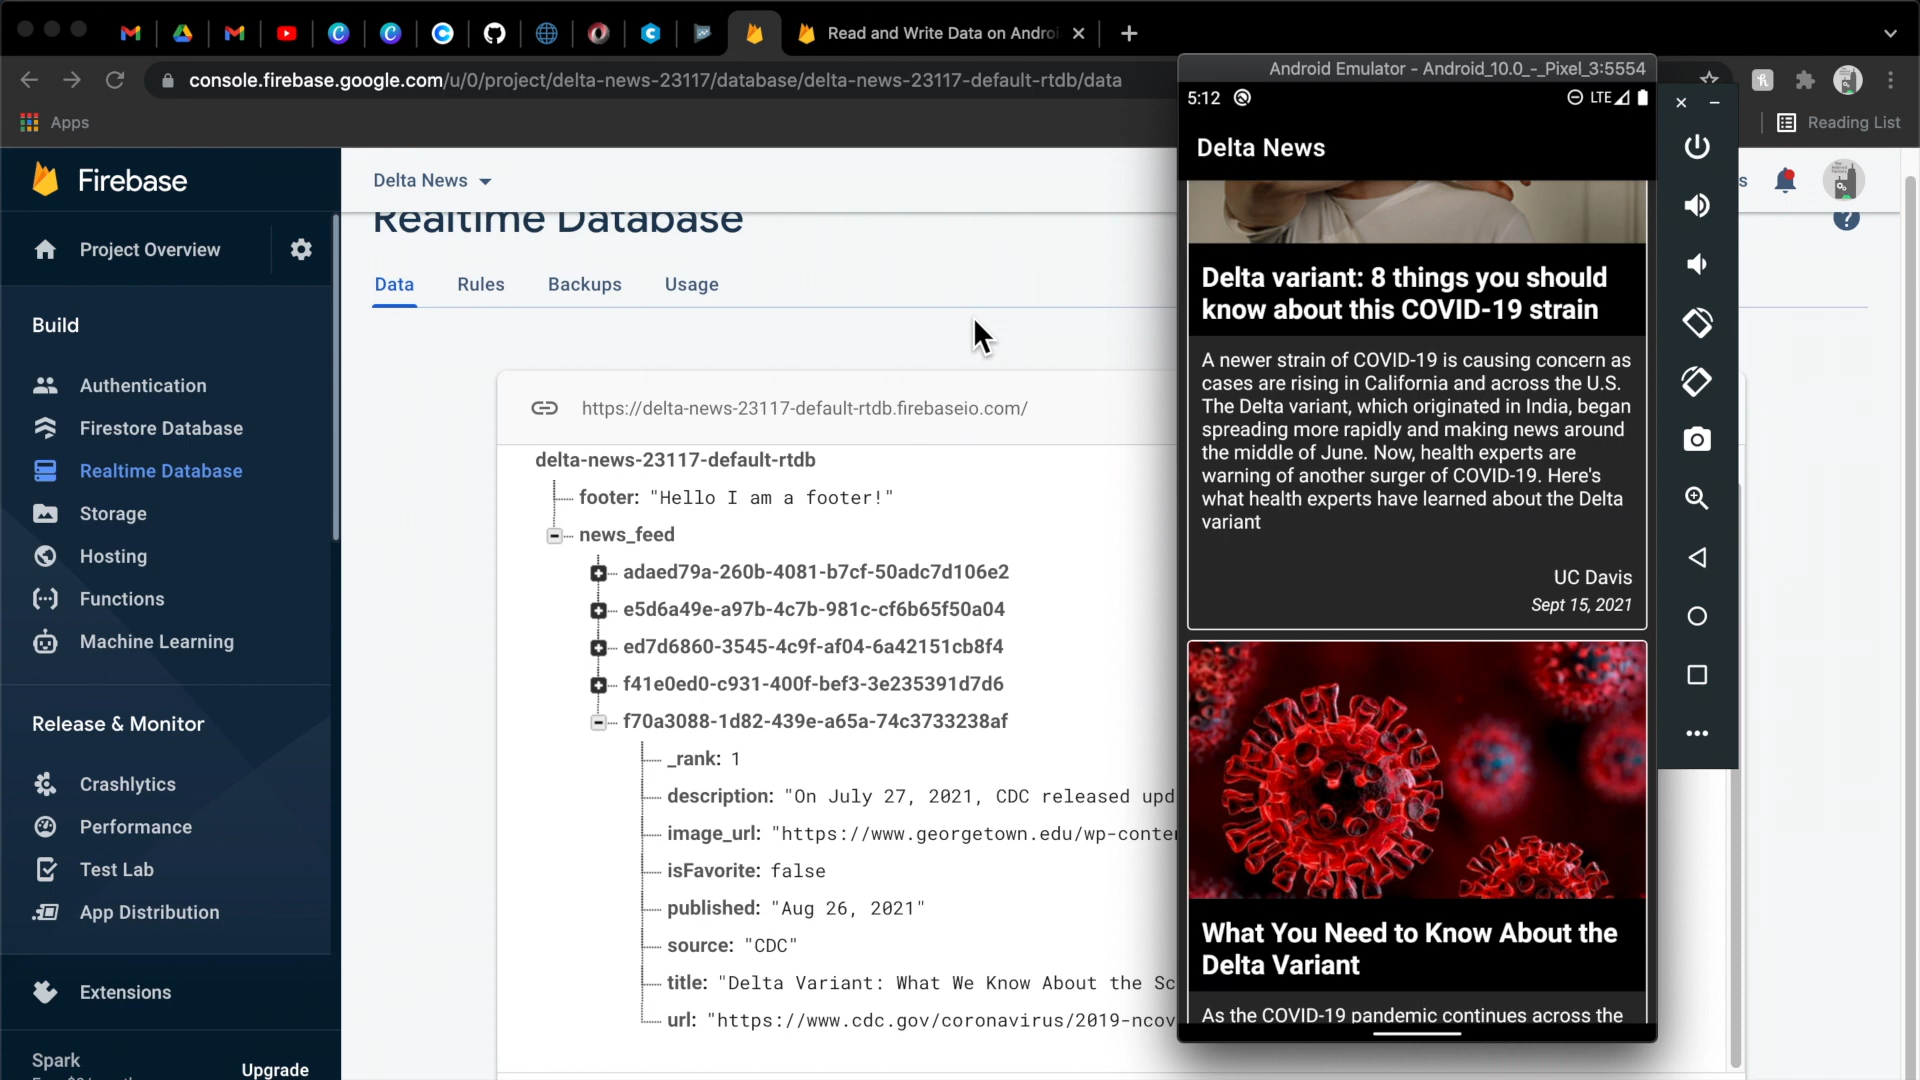 Read and Write Data on Androi
console.firebase.google.com/u/0/project/delta-news-23117/database/delta-news-23117-default-rtdb/data
Apps
Reading List
Firebase
Project Overview
Build
Authentication
Firestore Database
Realtime Database
Storage
Hosting
Functions
Machine Learning
Release & Monitor
Crashlytics
Performance
Test Lab
App Distribution
Extensions
Spark
Upgrade
Delta News
s
Realtime Database
Data Rules Backups Usage
https://delta-news-23117-default-rtdb.firebaseio.com/
delta-news-23117-default-rtdb
footer: "Hello I am a footer!"
news_feed
adaed79a-260b-4081-b7cf-50adc7d106e2
e5d6a49e-a97b-4c7b-981c-cf6b65f50a04
ed7d6860-3545-4c9f-af04-6a42151cb8f4
f41e0ed0-c931-400f-bef3-3e235391d7d6
f70a3088-1d82-439e-a65a-74c3733238af
_rank: 1
description: "On July 27, 2021, CDC released upd
image_url: "https://www.georgetown.edu/wp-conter
isFavorite: false
published: "Aug 26, 2021"
source: "CDC"
title: "Delta Variant: What We Know About the Sc
url: "https://www.cdc.gov/coronavirus/2019-ncov
Android Emulator - Android_10.0_-_Pixel_3:5554
5:12
LTE
Delta News
Delta variant: 8 things you should
know about this COVID-19 strain
A newer strain of COVID-19 is causing concern as
cases are rising in California and across the U.S.
The Delta variant, which originated in India, began
spreading more rapidly and making news around
the middle of June. Now, health experts are
warning of another surger of COVID-19. Here's
what health experts have learned about the Delta
variant
UC Davis
Sept 15, 2021
What You Need to Know About the
Delta Variant
As the COVID-19 pandemic continues across the